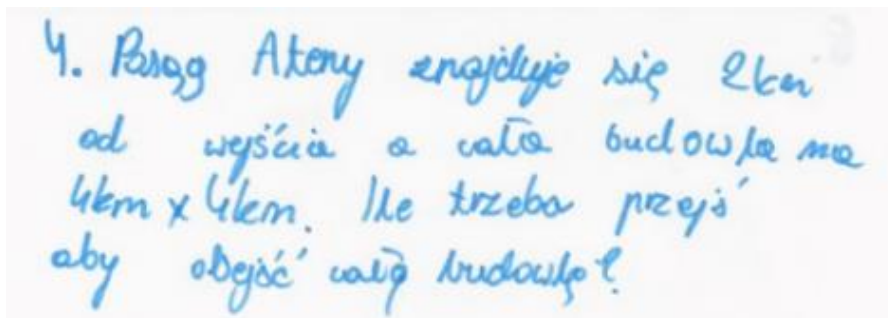 4. Posąg Ateny znajduje się 2km
od wejścia a cała budowla ma
4km x 4km. Ile trzeba przejś
aby obejść całą budowlę?